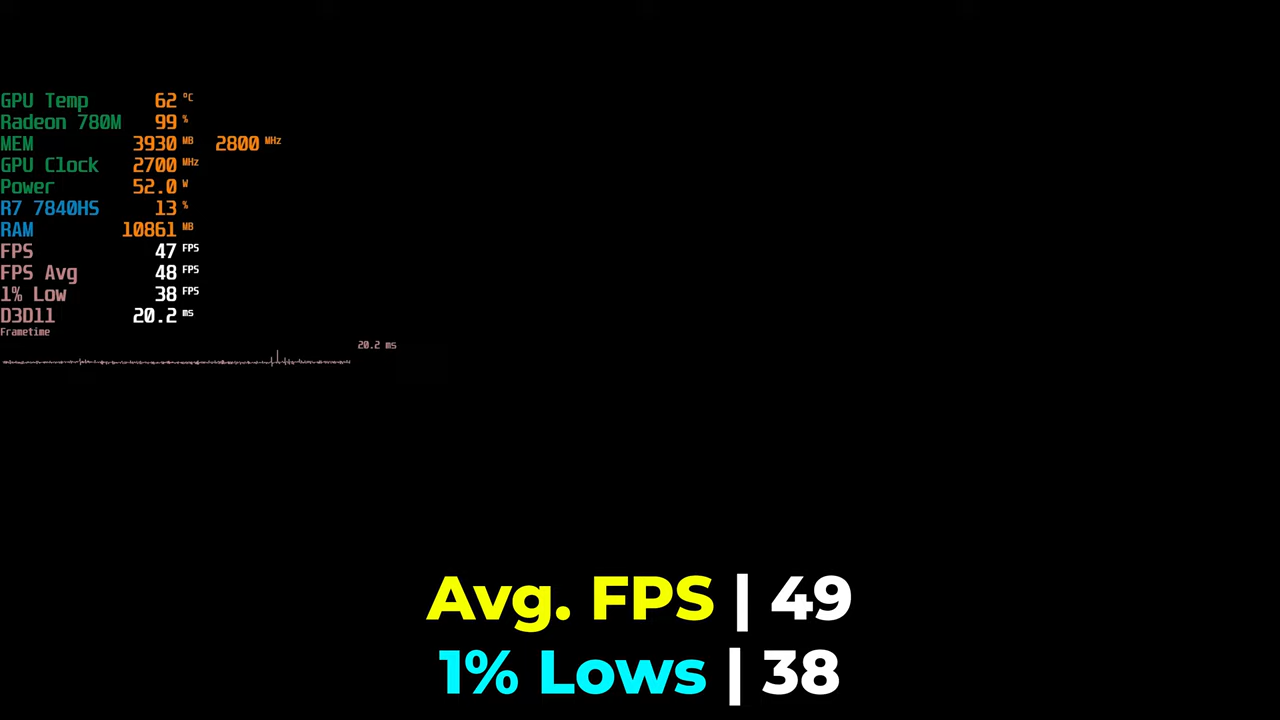 GPU Temp 62 °C
Radeon 780M 99 %
MEM 3930 MB 2800 MHz
GPU Clock 2700 MHz
Power 52.0 W
R7 7840HS 13 %
RAM 10861 MB
FPS 47 FPS
FPS Avg 48 FPS
1% Low 38 FPS
D3D11 20.2 ms
Frametime
20.2 ms
Avg. FPS | 49
1% Lows | 38